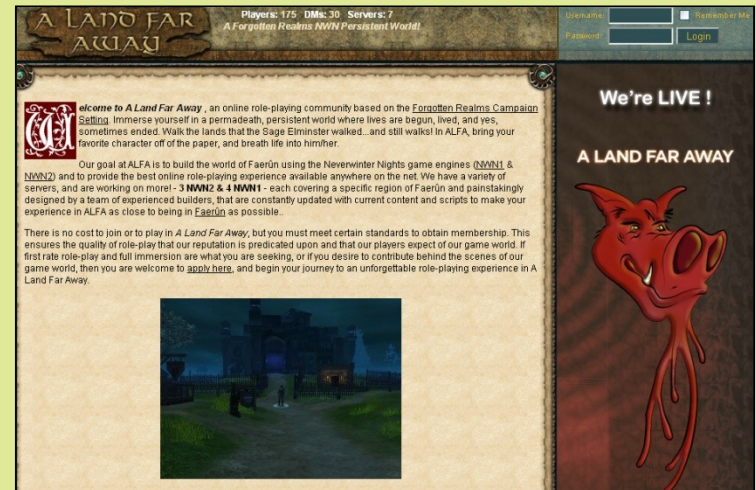 A LAND FAR
AWAY
Players: 175 DMs: 30 Servers: 7
A Forgotten Realms NWN Persistent World!
Username:
Remember Me
Password:
Login
Welcome to A Land Far Away , an online role-playing community based on the Forgotten Realms Campaign
Setting. Immerse yourself in a permadeath, persistent world where lives are begun, lived, and yes,
sometimes ended. Walk the lands that the Sage Elminster walked...and still walks! In ALFA, bring your
favorite character off of the paper, and breath life into him/her.
Our goal at ALFA is to build the world of Faerûn using the Neverwinter Nights game engines (NWN1 &
NWN2) and to provide the best online role-playing experience available anywhere on the net. We have a variety of
servers, and are working on more! - 3 NWN2 & 4 NWN1 - each covering a specific region of Faerûn and painstakingly
designed by a team of experienced builders, that are constantly updated with current content and scripts to make your
experience in ALFA as close to being in Faerûn as possible..
There is no cost to join or to play in A Land Far Away, but you must meet certain standards to obtain membership. This
ensures the quality of role-play that our reputation is predicated upon and that our players expect of our game world. If
first rate role-play and full immersion are what you are seeking, or if you desire to contribute behind the scenes of our
game world, then you are welcome to apply here, and begin your journey to an unforgettable role-playing experience in A
Land Far Away.
We're LIVE !
A LAND FAR AWAY